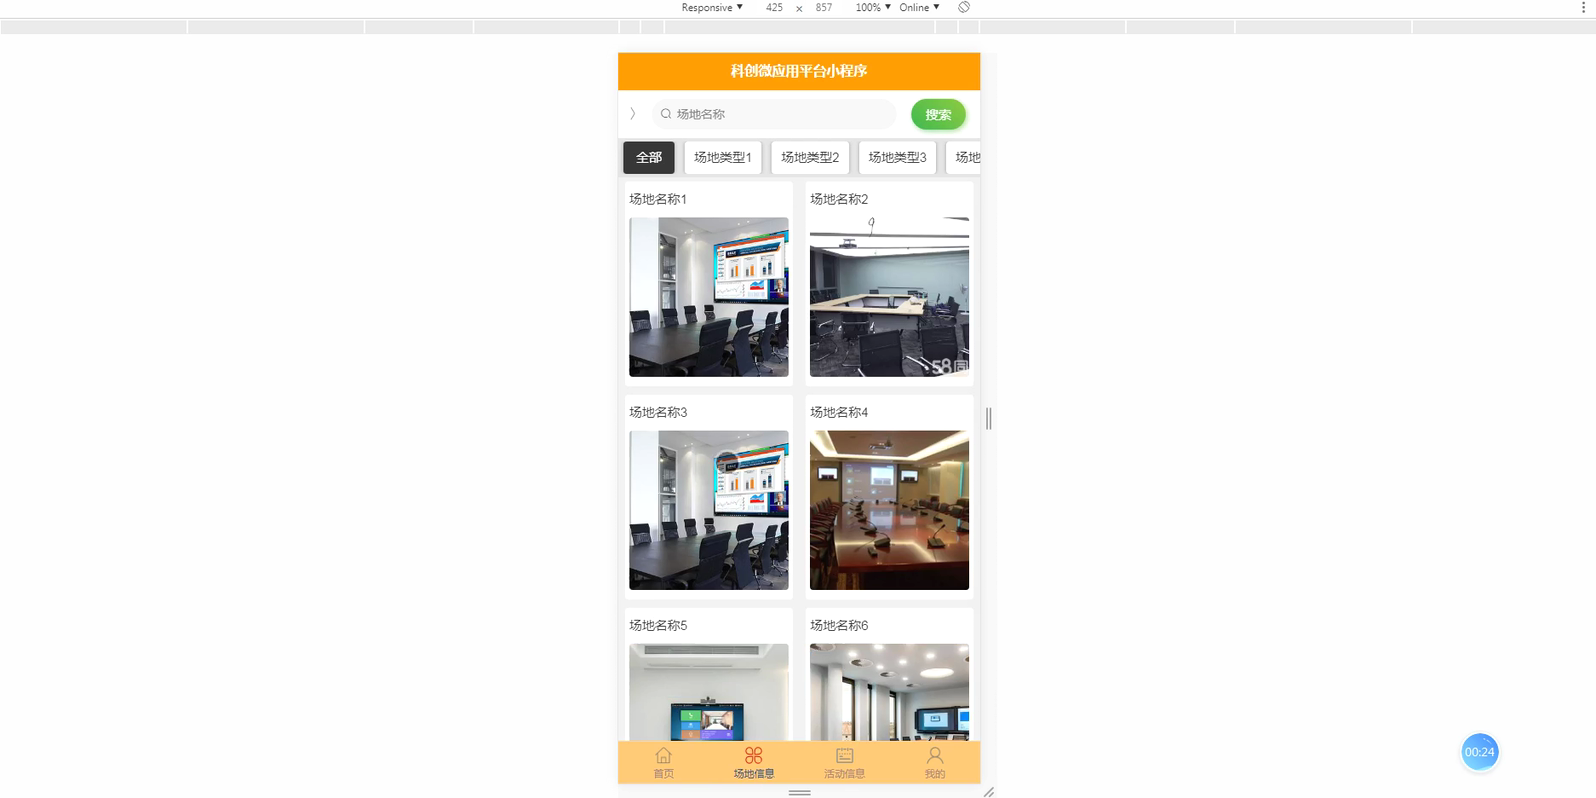 Responsive ▼ 425 × 857 100% ▼ Online ▼
科创微应用平台小程序
场地名称
搜索
全部 场地类型1 场地类型2 场地类型3 场地
场地名称1 场地名称2
58同
场地名称3 场地名称4
场地名称5 场地名称6
首页 场地信息 活动信息 我的
00:24